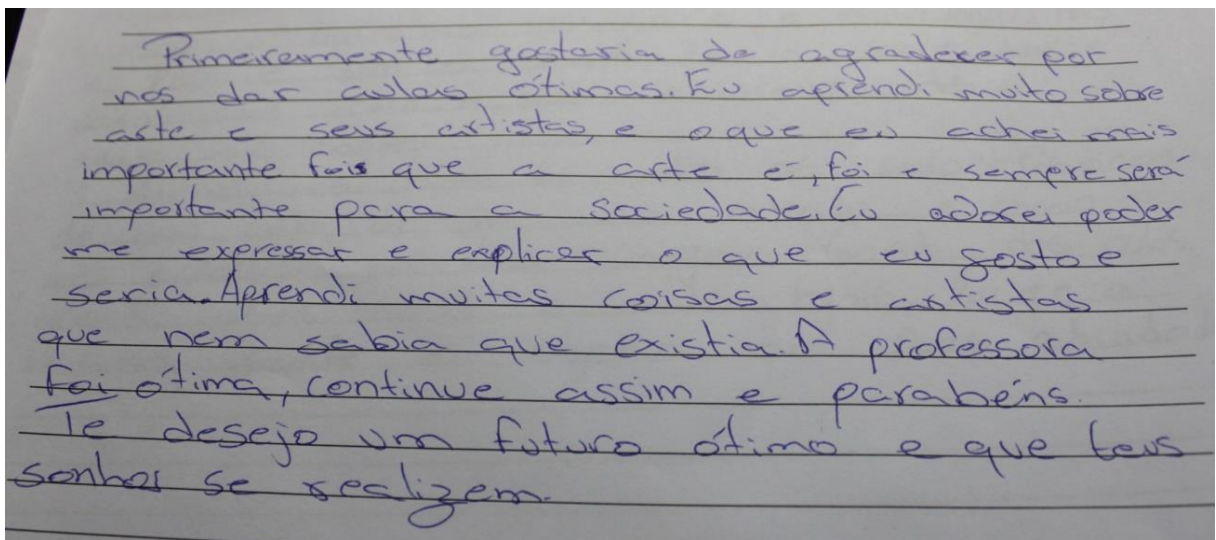 Primeiramente gostaria de agradecer por
nos dar aulas ótimas. Eu aprendi muito sobre
arte e seus artistas, e o que eu achei mais
importante foi que a arte é, foi e sempre será
importante para a sociedade. Eu adorei poder
me expressar e explicar o que eu gosto e
seria. Aprendi muitas coisas e artistas
que nem sabia que existia. A professora
foi ótima, continue assim e parabéns.
Te desejo um futuro ótimo e que teus
sonhos se realizem.